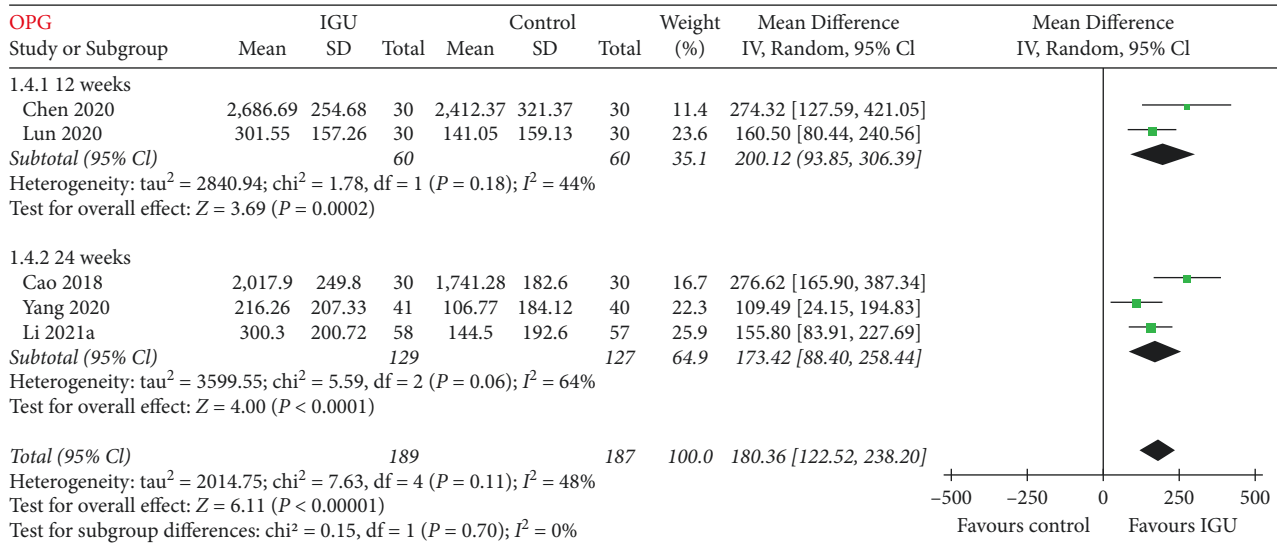 OPG IGU Control Weight Mean Difference Mean Difference
Study or Subgroup Mean SD Total Mean SD Total (%) IV, Random, 95% Cl IV, Random, 95% Cl
1.4.1 12 weeks
Chen 2020 2,686.69 254.68 30 2,412.37 321.37 30 11.4 274.32 [127.59, 421.05]
Lun 2020 301.55 157.26 30 141.05 159.13 30 23.6 160.50 [80.44, 240.56]
Subtotal (95% Cl) 60 60 35.1 200.12 (93.85, 306.39]
Heterogeneity: tau² = 2840.94; chi² = 1.78, df = 1 (P = 0.18); I² = 44%
Test for overall effect: Z = 3.69 (P = 0.0002)
1.4.2 24 weeks
Cao 2018 2,017.9 249.8 30 1,741.28 182.6 30 16.7 276.62 [165.90, 387.34]
Yang 2020 216.26 207.33 41 106.77 184.12 40 22.3 109.49 [24.15, 194.83]
Li 2021a 300.3 200.72 58 144.5 192.6 57 25.9 155.80 [83.91, 227.69]
Subtotal (95% Cl) 129 127 64.9 173.42 [88.40, 258.44]
Heterogeneity: tau² = 3599.55; chi² = 5.59, df = 2 (P = 0.06); I² = 64%
Test for overall effect: Z = 4.00 (P < 0.0001)
Total (95% Cl) 189 187 100.0 180.36 [122.52, 238.20]
Heterogeneity: tau² = 2014.75; chi² = 7.63, df = 4 (P = 0.11); I² = 48%
Test for overall effect: Z = 6.11 (P < 0.00001)
Test for subgroup differences: chi² = 0.15, df = 1 (P = 0.70); I² = 0%
−500 −250 0 250 500
Favours control Favours IGU